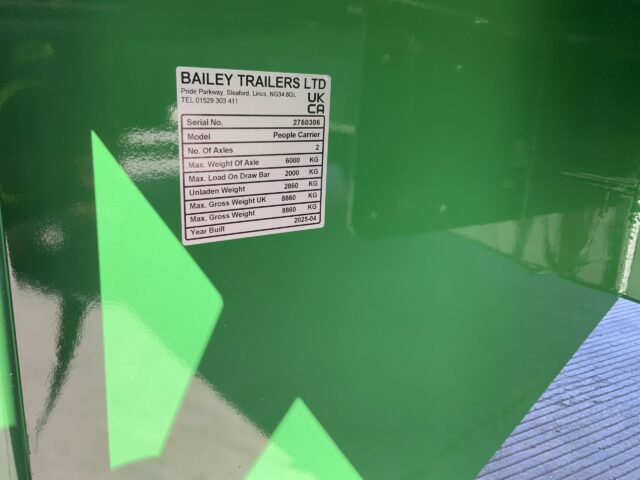 BAILEY TRAILERS LTD
Pride Parkway, Sleaford, Lincs, NG34 8GL
TEL 01529 303 411
UK
CA
Serial No. 2750306
Model People Carrier
No. Of Axles 2
Max. Weight Of Axle 6000 KG
Max. Load On Draw Bar 2000 KG
Unladen Weight 2860 KG
Max. Gross Weight UK 8860 KG
Max. Gross Weight 8860 KG
Year Built 2025-04